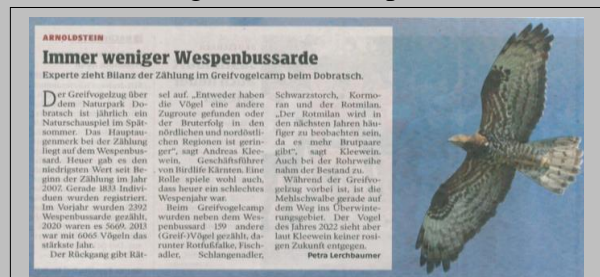 ARNOLDSTEIN
Immer weniger Wespenbussarde
Experte zieht Bilanz der Zählung im Greifvogelcamp beim Dobratsch.
Der Greifvogelzug über
dem Naturpark Do-
bratsch ist jährlich ein
Naturschauspiel im Spät-
sommer. Das Hauptau-
genmerk bei der Zählung
liegt auf dem Wespenbus-
sard. Heuer gab es den
niedrigsten Wert seit Be-
ginn der Zählung im Jahr
2007. Gerade 1833 Indivi-
duen wurden registriert.
Im Vorjahr wurden 2392
Wespenbussarde gezählt,
2020 waren es 5669. 2013
war mit 6065 Vögeln das
stärkste Jahr.
Der Rückgang gibt Rät-
sel auf. „Entweder haben
die Vögel eine andere
Zugroute gefunden oder
der Bruterfolg in den
nördlichen und nordöstli-
chen Regionen ist gerin-
ger“, sagt Andreas Klee-
wein, Geschäftsführer
von Birdlife Kärnten. Eine
Rolle spiele wohl auch,
dass heuer ein schlechtes
Wespenjahr war.
Beim Greifvogelcamp
wurden neben dem Wes-
penbussard 159 andere
(Greif-)Vögel gezählt, da-
runter Rotfußfalke, Fisch-
adler, Schlangenadler,
Schwarzstorch, Kormo-
ran und der Rotmilan.
„Der Rotmilan wird in
den nächsten Jahren häu-
figer zu beobachten sein,
da es mehr Brutpaare
gibt“, sagt Kleewein.
Auch bei der Rohrweihe
nahm der Bestand zu.
Während der Greifvo-
gelzug vorbei ist, ist die
Mehlschwalbe gerade auf
dem Weg ins Überwinte-
rungsgebiet. Der Vogel
des Jahres 2022 sieht aber
laut Kleewein keiner rosi-
gen Zukunft entgegen.
Petra Lerchbaumer